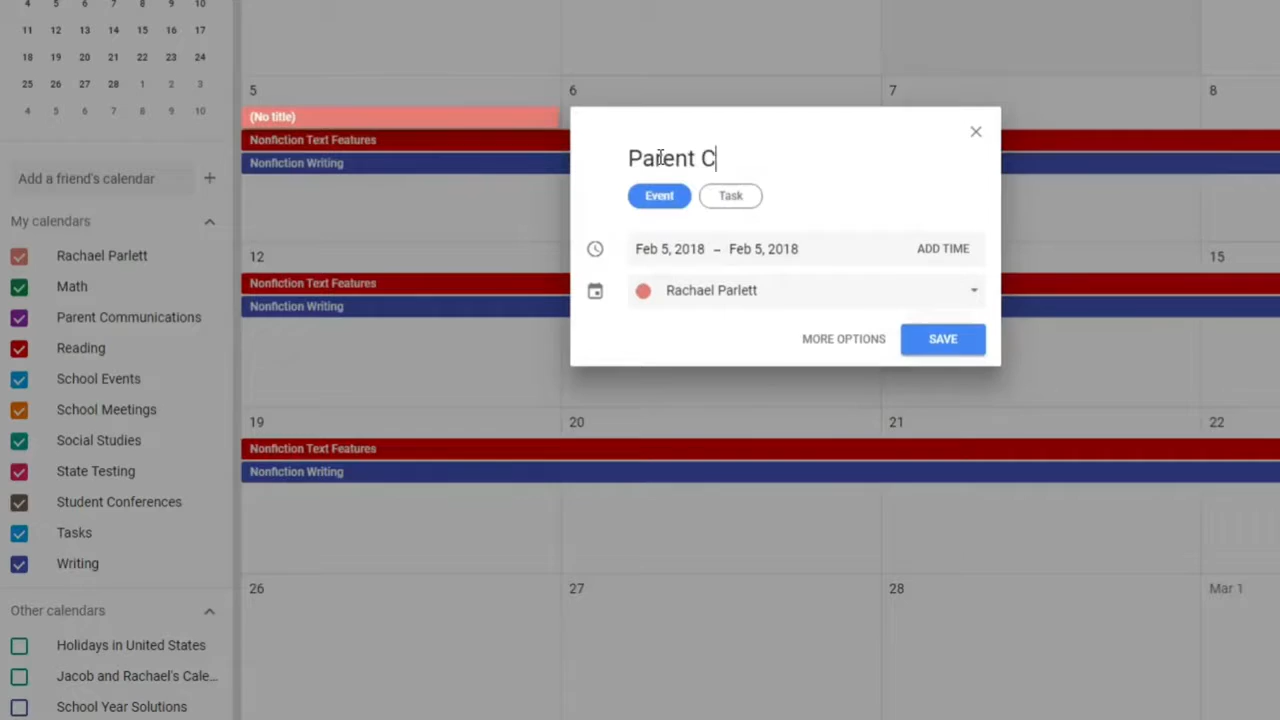 4 5 6 7 8 9 10
11 12 13 14 15 16 17
18 19 20 21 22 23 24
25 26 27 28 1 2 3
4 5 6 7 8 9 10
Add a friend's calendar
My calendars
Rachael Parlett
Math
Parent Communications
Reading
School Events
School Meetings
Social Studies
State Testing
Student Conferences
Tasks
Writing
Other calendars
Holidays in United States
Jacob and Rachael's Cale...
School Year Solutions
5 6 7 8
(No title)
Nonfiction Text Features
Nonfiction Writing
12 15
Nonfiction Text Features
Nonfiction Writing
19 20 21 22
Nonfiction Text Features
Nonfiction Writing
26 27 28 Mar 1
Parent C
Event Task
Feb 5, 2018 – Feb 5, 2018 ADD TIME
Rachael Parlett
MORE OPTIONS SAVE